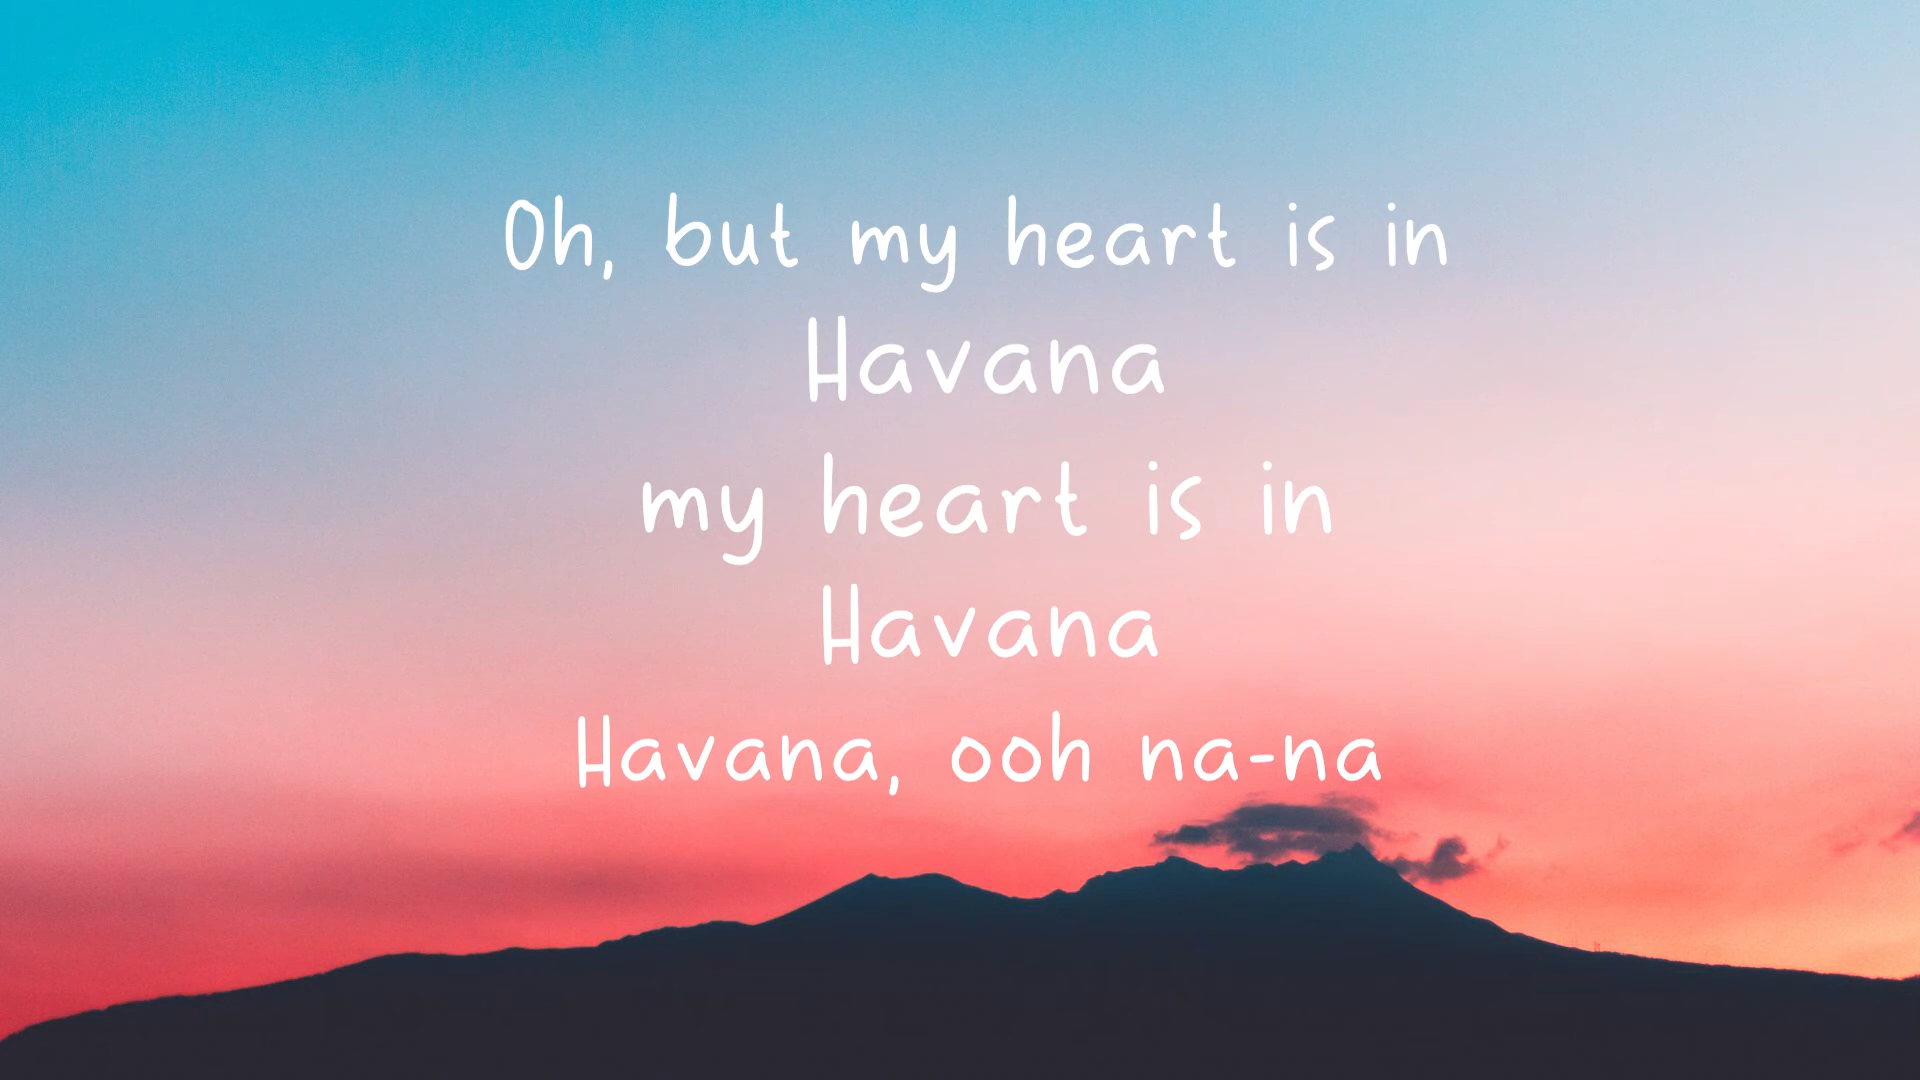 Oh, but my heart is in
Havana
my heart is in
Havana
Havana, ooh na-na